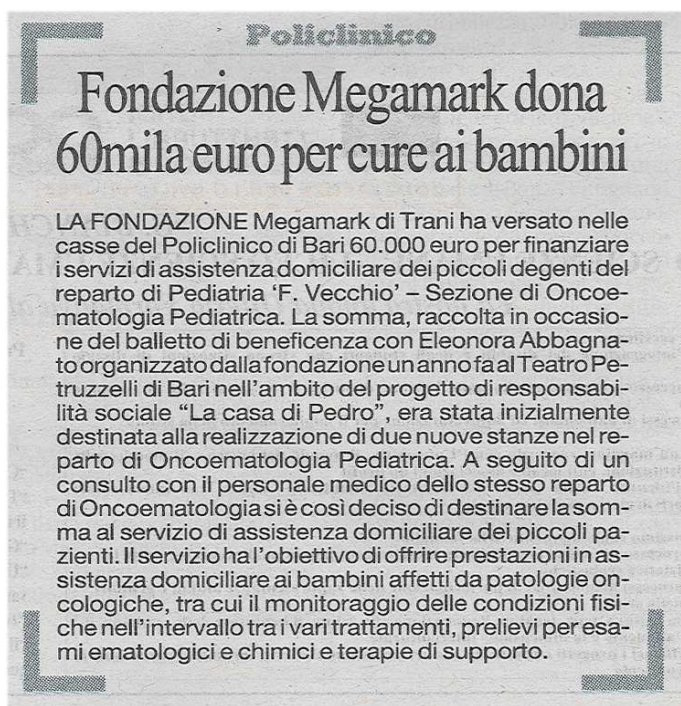 Policlinico
Fondazione Megamark dona
60mila euro per cure ai bambini
LA FONDAZIONE Megamark di Trani ha versato nelle
casse del Policlinico di Bari 60.000 euro per finanziare
i servizi di assistenza domiciliare dei piccoli degenti del
reparto di Pediatria ‘F. Vecchio’ – Sezione di Oncoe-
matologia Pediatrica. La somma, raccolta in occasio-
ne del balletto di beneficenza con Eleonora Abbagna-
to organizzato dalla fondazione un anno fa al Teatro Pe-
truzzelli di Bari nell’ambito del progetto di responsabi-
lità sociale “La casa di Pedro”, era stata inizialmente
destinata alla realizzazione di due nuove stanze nel re-
parto di Oncoematologia Pediatrica. A seguito di un
consulto con il personale medico dello stesso reparto
di Oncoematologia si è così deciso di destinare la som-
ma al servizio di assistenza domiciliare dei piccoli pa-
zienti. Il servizio ha l’obiettivo di offrire prestazioni in as-
sistenza domiciliare ai bambini affetti da patologie on-
cologiche, tra cui il monitoraggio delle condizioni fisi-
che nell’intervallo tra i vari trattamenti, prelievi per esa-
mi ematologici e chimici e terapie di supporto.